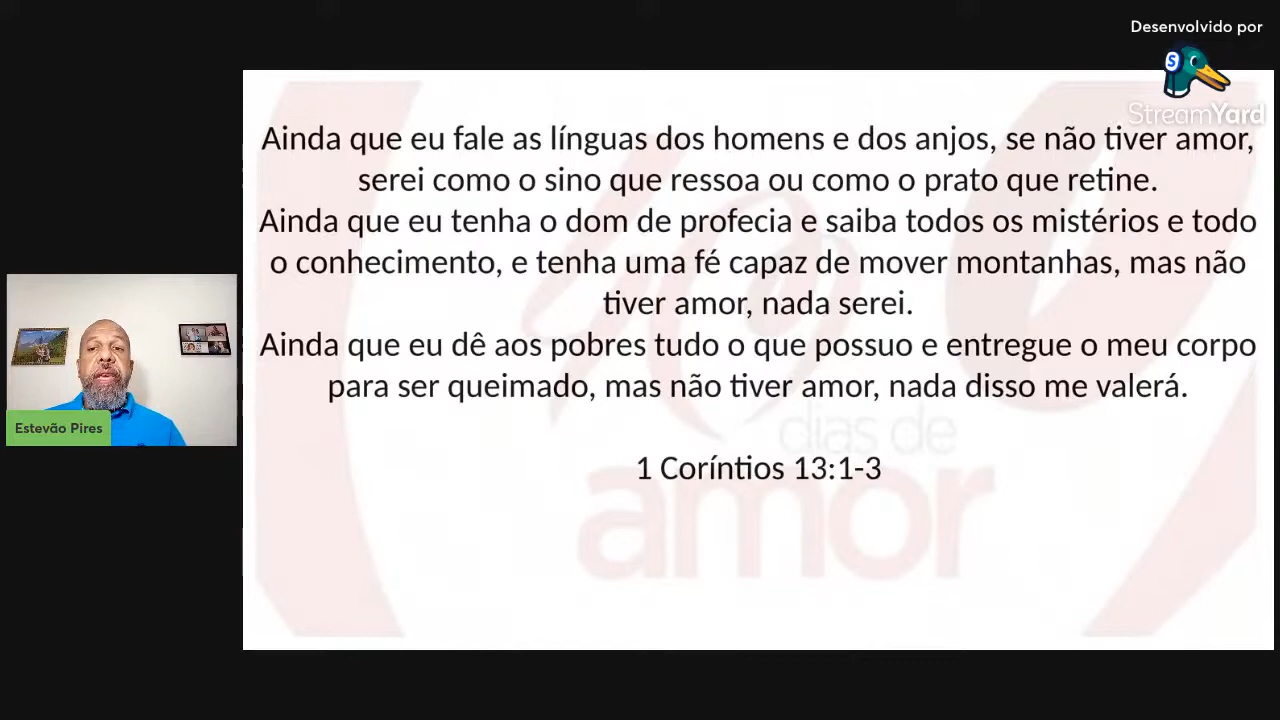 Desenvolvido por
StreamYard
Ainda que eu fale as línguas dos homens e dos anjos, se não tiver amor,
serei como o sino que ressoa ou como o prato que retine.
Ainda que eu tenha o dom de profecia e saiba todos os mistérios e todo
o conhecimento, e tenha uma fé capaz de mover montanhas, mas não
tiver amor, nada serei.
Ainda que eu dê aos pobres tudo o que possuo e entregue o meu corpo
para ser queimado, mas não tiver amor, nada disso me valerá.
1 Coríntios 13:1-3
40
dias de
amor
Estevão Pires